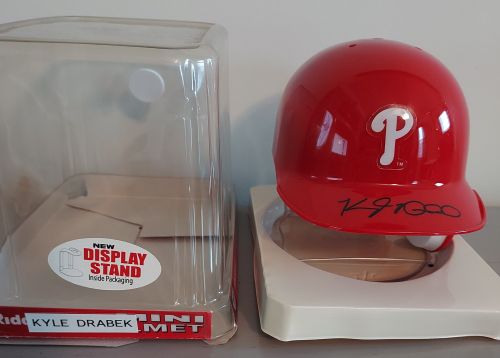 P
NEW
DISPLAY
STAND
Inside Packaging
KYLE DRABEK
MINI